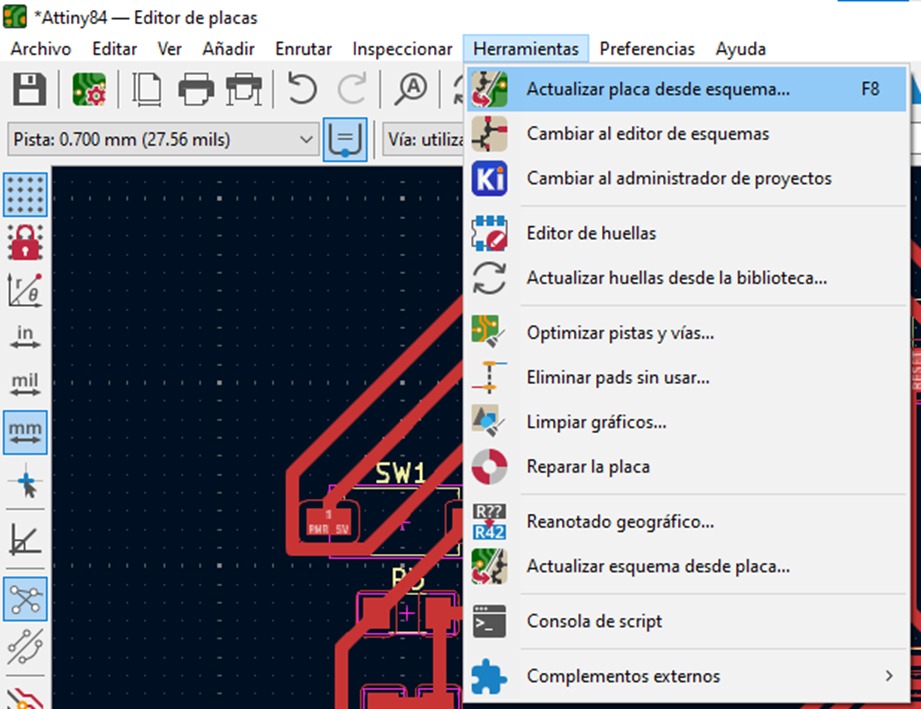 *Attiny84 — Editor de placas
Archivo Editar Ver Añadir Enrutar Inspeccionar Herramientas Preferencias Ayuda
Pista: 0.700 mm (27.56 mils)
Vía: utiliza
Actualizar placa desde esquema... F8
Cambiar al editor de esquemas
Ki
Cambiar al administrador de proyectos
Editor de huellas
Actualizar huellas desde la biblioteca...
Optimizar pistas y vías...
Eliminar pads sin usar...
Limpiar gráficos...
Reparar la placa
R??
R42
Reanotado geográfico...
Actualizar esquema desde placa...
Consola de script
Complementos externos
r
θ
in
mil
mm
SW1
1
PWR_5V